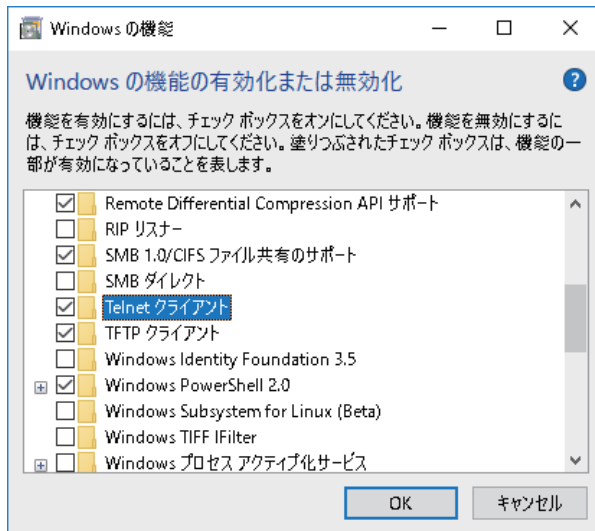 Windows の機能
Windows の機能の有効化または無効化
機能を有効にするには、チェック ボックスをオンにしてください。機能を無効にするに
は、チェック ボックスをオフにしてください。塗りつぶされたチェック ボックスは、機能の一
部が有効になっていることを表します。
Remote Differential Compression API サポート
RIP リスナー
SMB 1.0/CIFS ファイル共有のサポート
SMB ダイレクト
Telnet クライアント
TFTP クライアント
Windows Identity Foundation 3.5
Windows PowerShell 2.0
Windows Subsystem for Linux (Beta)
Windows TIFF IFilter
Windows プロセス アクティブ化サービス
OK
キャンセル